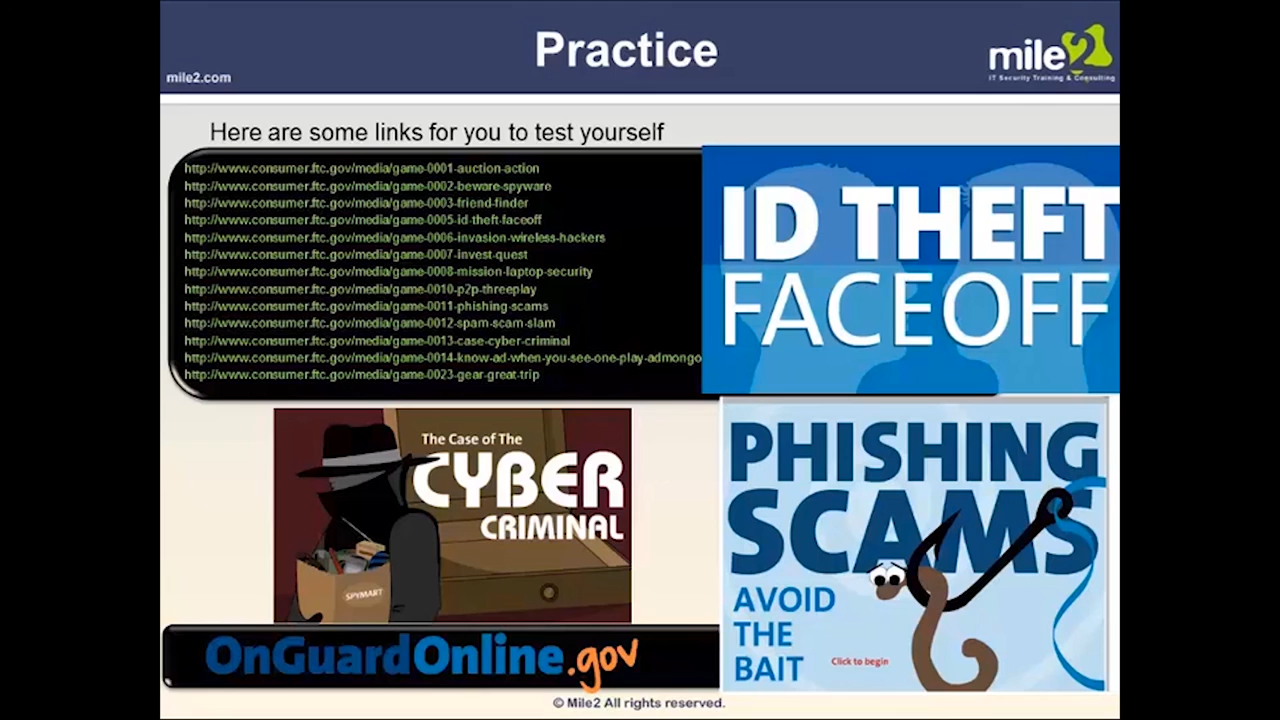 Practice
mile2.com
mile2
IT Security Training & Consulting
Here are some links for you to test yourself
http://www.consumer.ftc.gov/media/game-0001-auction-action
http://www.consumer.ftc.gov/media/game-0002-beware-spyware
http://www.consumer.ftc.gov/media/game-0003-friend-finder
http://www.consumer.ftc.gov/media/game-0005-id-theft-faceoff
http://www.consumer.ftc.gov/media/game-0006-invasion-wireless-hackers
http://www.consumer.ftc.gov/media/game-0007-invest-quest
http://www.consumer.ftc.gov/media/game-0008-mission-laptop-security
http://www.consumer.ftc.gov/media/game-0010-p2p-threeplay
http://www.consumer.ftc.gov/media/game-0011-phishing-scams
http://www.consumer.ftc.gov/media/game-0012-spam-scam-slam
http://www.consumer.ftc.gov/media/game-0013-case-cyber-criminal
http://www.consumer.ftc.gov/media/game-0014-know-ad-when-you-see-one-play-admongo
http://www.consumer.ftc.gov/media/game-0023-gear-great-trip
ID THEFT
FACEOFF
The Case of The
CYBER
CRIMINAL
SPYMART
PHISHING
SCAMS
AVOID
THE
BAIT
Click to begin
OnGuardOnline.gov
© Mile2 All rights reserved.